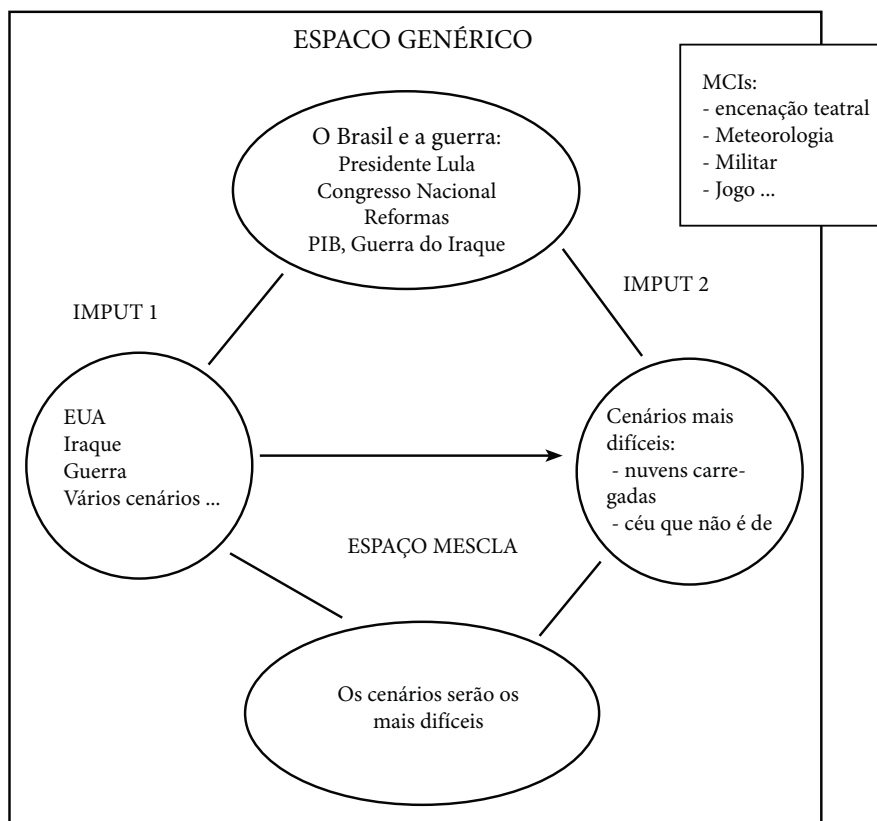 ESPACO GENÉRICO
MCIs:
- encenação teatral
- Meteorologia
- Militar
- Jogo ...
O Brasil e a guerra:
Presidente Lula
Congresso Nacional
Reformas
PIB, Guerra do Iraque
IMPUT 1
IMPUT 2
EUA
Iraque
Guerra
Vários cenários ...
Cenários mais
difíceis:
- nuvens carre-
gadas
- céu que não é de
ESPAÇO MESCLA
Os cenários serão os
mais difíceis